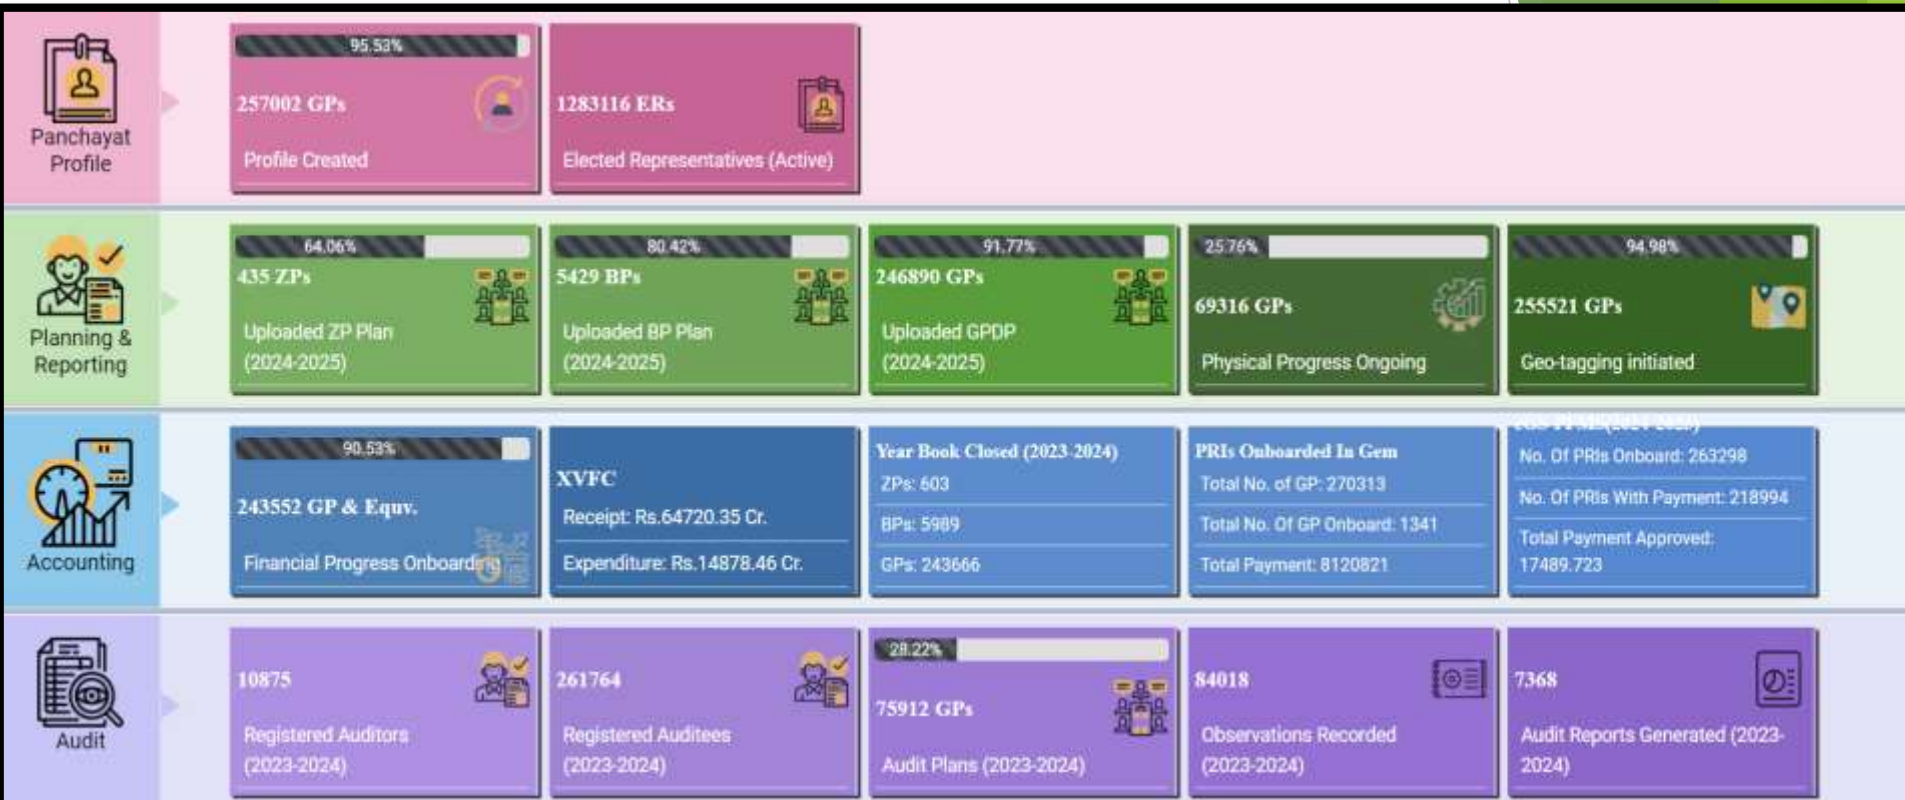 Panchayat
Profile
95.53%
257002 GPs
Profile Created
1283116 ERs
Elected Representatives (Active)
Planning &
Reporting
64.06%
435 ZPs
Uploaded ZP Plan
(2024-2025)
80.42%
5429 BPs
Uploaded BP Plan
(2024-2025)
91.77%
246890 GPs
Uploaded GPDP
(2024-2025)
25.76%
69316 GPs
Physical Progress Ongoing
94.98%
255521 GPs
Geo-tagging initiated
Accounting
90.53%
243552 GP & Equv.
Financial Progress Onboarding
XVFC
Receipt: Rs.64720.35 Cr.
Expenditure: Rs.14878.46 Cr.
Year Book Closed (2023-2024)
ZPs: 603
BPs: 5989
GPs: 243666
PRIs Onboarded In Gem
Total No. of GP: 270313
Total No. Of GP Onboard: 1341
Total Payment: 8120821
No. Of PRIs Onboard: 263298
No. Of PRIs With Payment: 218994
Total Payment Approved:
17489.723
Audit
10875
Registered Auditors
(2023-2024)
261764
Registered Auditees
(2023-2024)
28.22%
75912 GPs
Audit Plans (2023-2024)
84018
Observations Recorded
(2023-2024)
7368
Audit Reports Generated (2023-
2024)